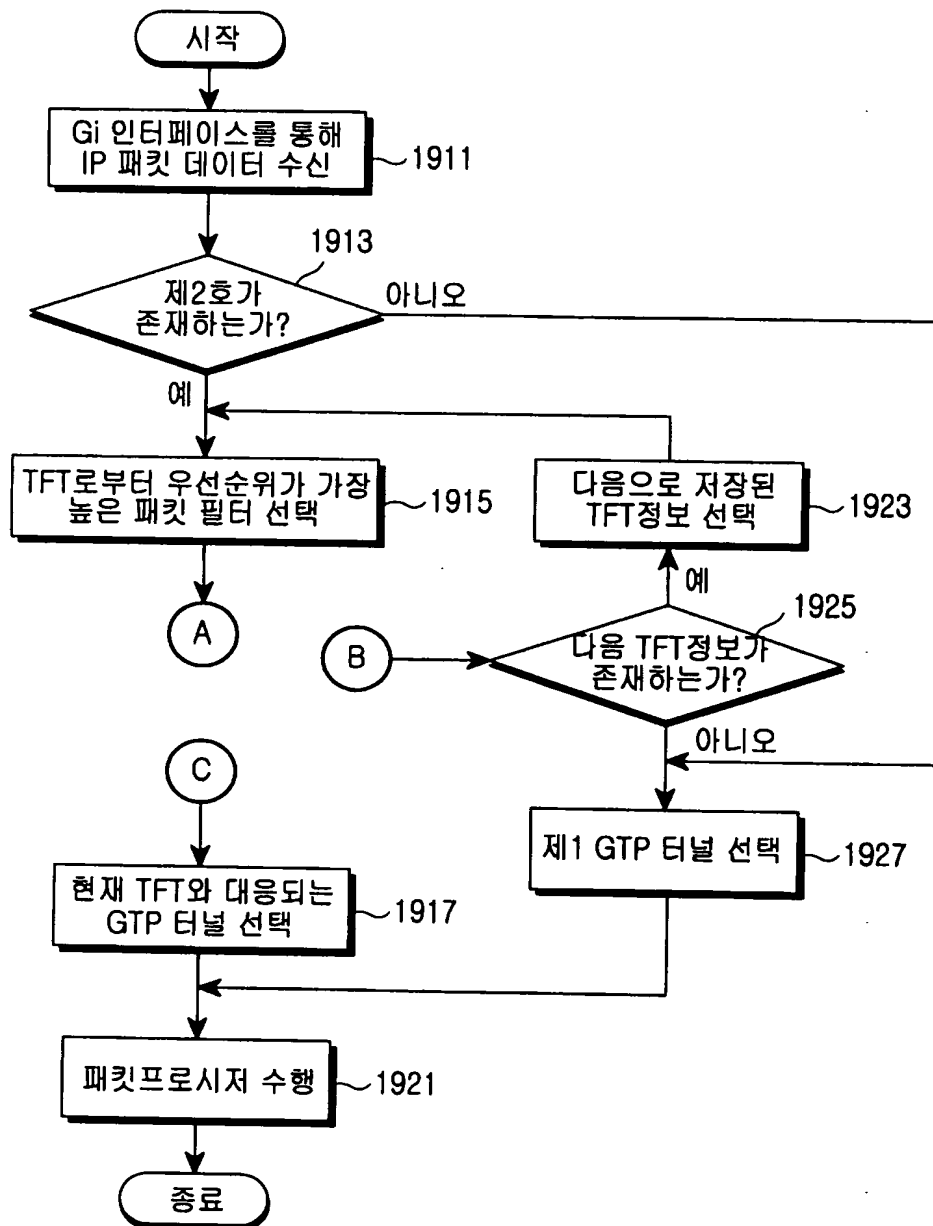 시작
Gi 인터페이스를 통해
IP 패킷 데이터 수신
1911
1913
제2호가
존재하는가?
아니오
예
TFT로부터 우선순위가 가장
높은 패킷 필터 선택
1915
다음으로 저장된
TFT정보 선택
1923
예
A
B
1925
다음 TFT정보가
존재하는가?
아니오
C
제1 GTP 터널 선택
1927
현재 TFT와 대응되는
GTP 터널 선택
1917
패킷프로시저 수행
1921
종료